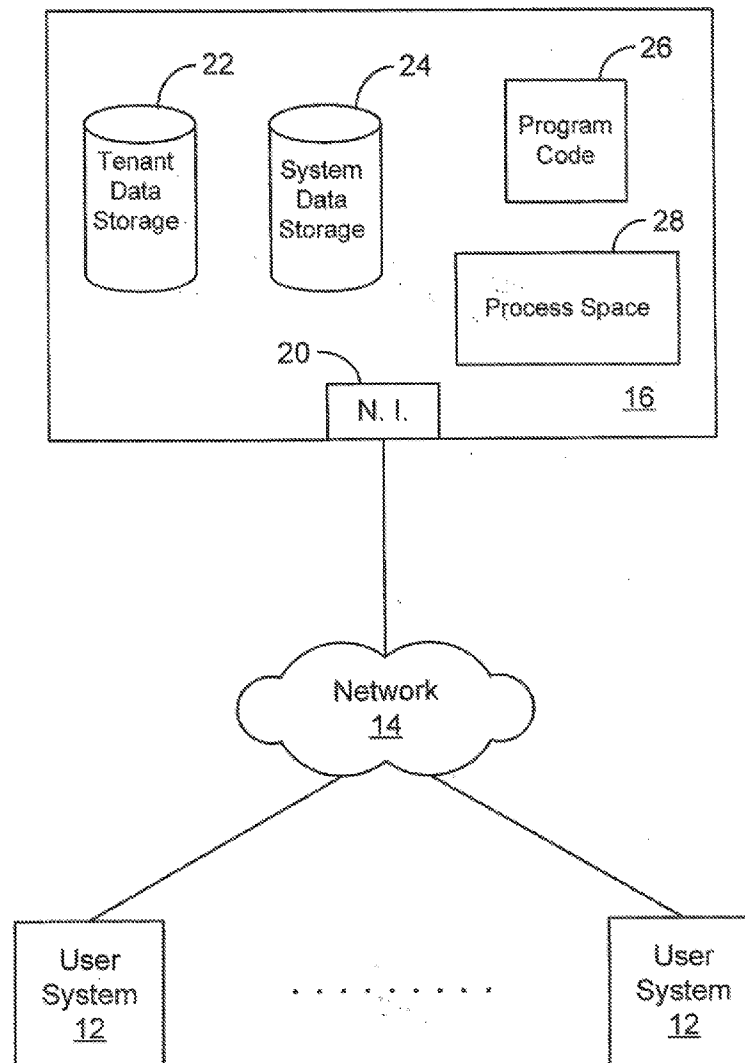 22
24
26
Tenant
Data
Storage
System
Data
Storage
Program
Code
28
Process Space
20
N. I.
16
Network
14
User
System
12
User
System
12